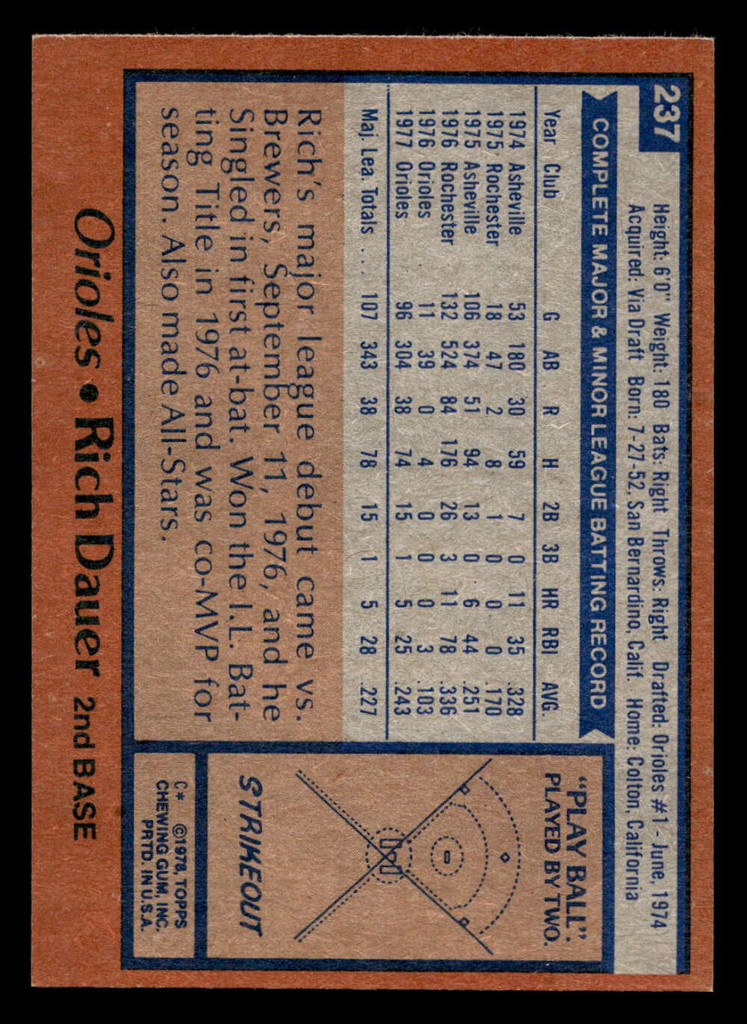 237
Height: 6'0" Weight: 180 Bats: Right Throws: Right Drafted: Orioles #1 - June, 1974
Acquired: Via Draft Born: 7-27-52, San Bernardino, Calif. Home: Colton, California
COMPLETE MAJOR & MINOR LEAGUE BATTING RECORD
Year Club G AB R H 2B 3B HR RBI AVG.
1974 Asheville 53 180 30 59 7 0 11 35 .328
1975 Rochester 18 47 2 8 1 0 0 0 .170
1975 Asheville 106 374 51 94 13 0 6 44 .251
1976 Rochester 132 524 84 176 26 3 11 78 .336
1976 Orioles 11 39 0 4 0 0 0 3 .103
1977 Orioles 96 304 38 74 15 1 5 25 .243
Maj. Lea. Totals .... 107 343 38 78 15 1 5 28 .227
Rich's major league debut came vs.
Brewers, September 11, 1976, and he
Singled in first at-bat. Won the I.L. Bat-
ting Title in 1976 and was co-MVP for
season. Also made All-Stars.
"PLAY BALL":
PLAYED BY TWO.
STRIKEOUT
C* ©1978, TOPPS
CHEWING GUM, INC.
PRTD. IN U.S.A.
Orioles • Rich Dauer 2nd BASE